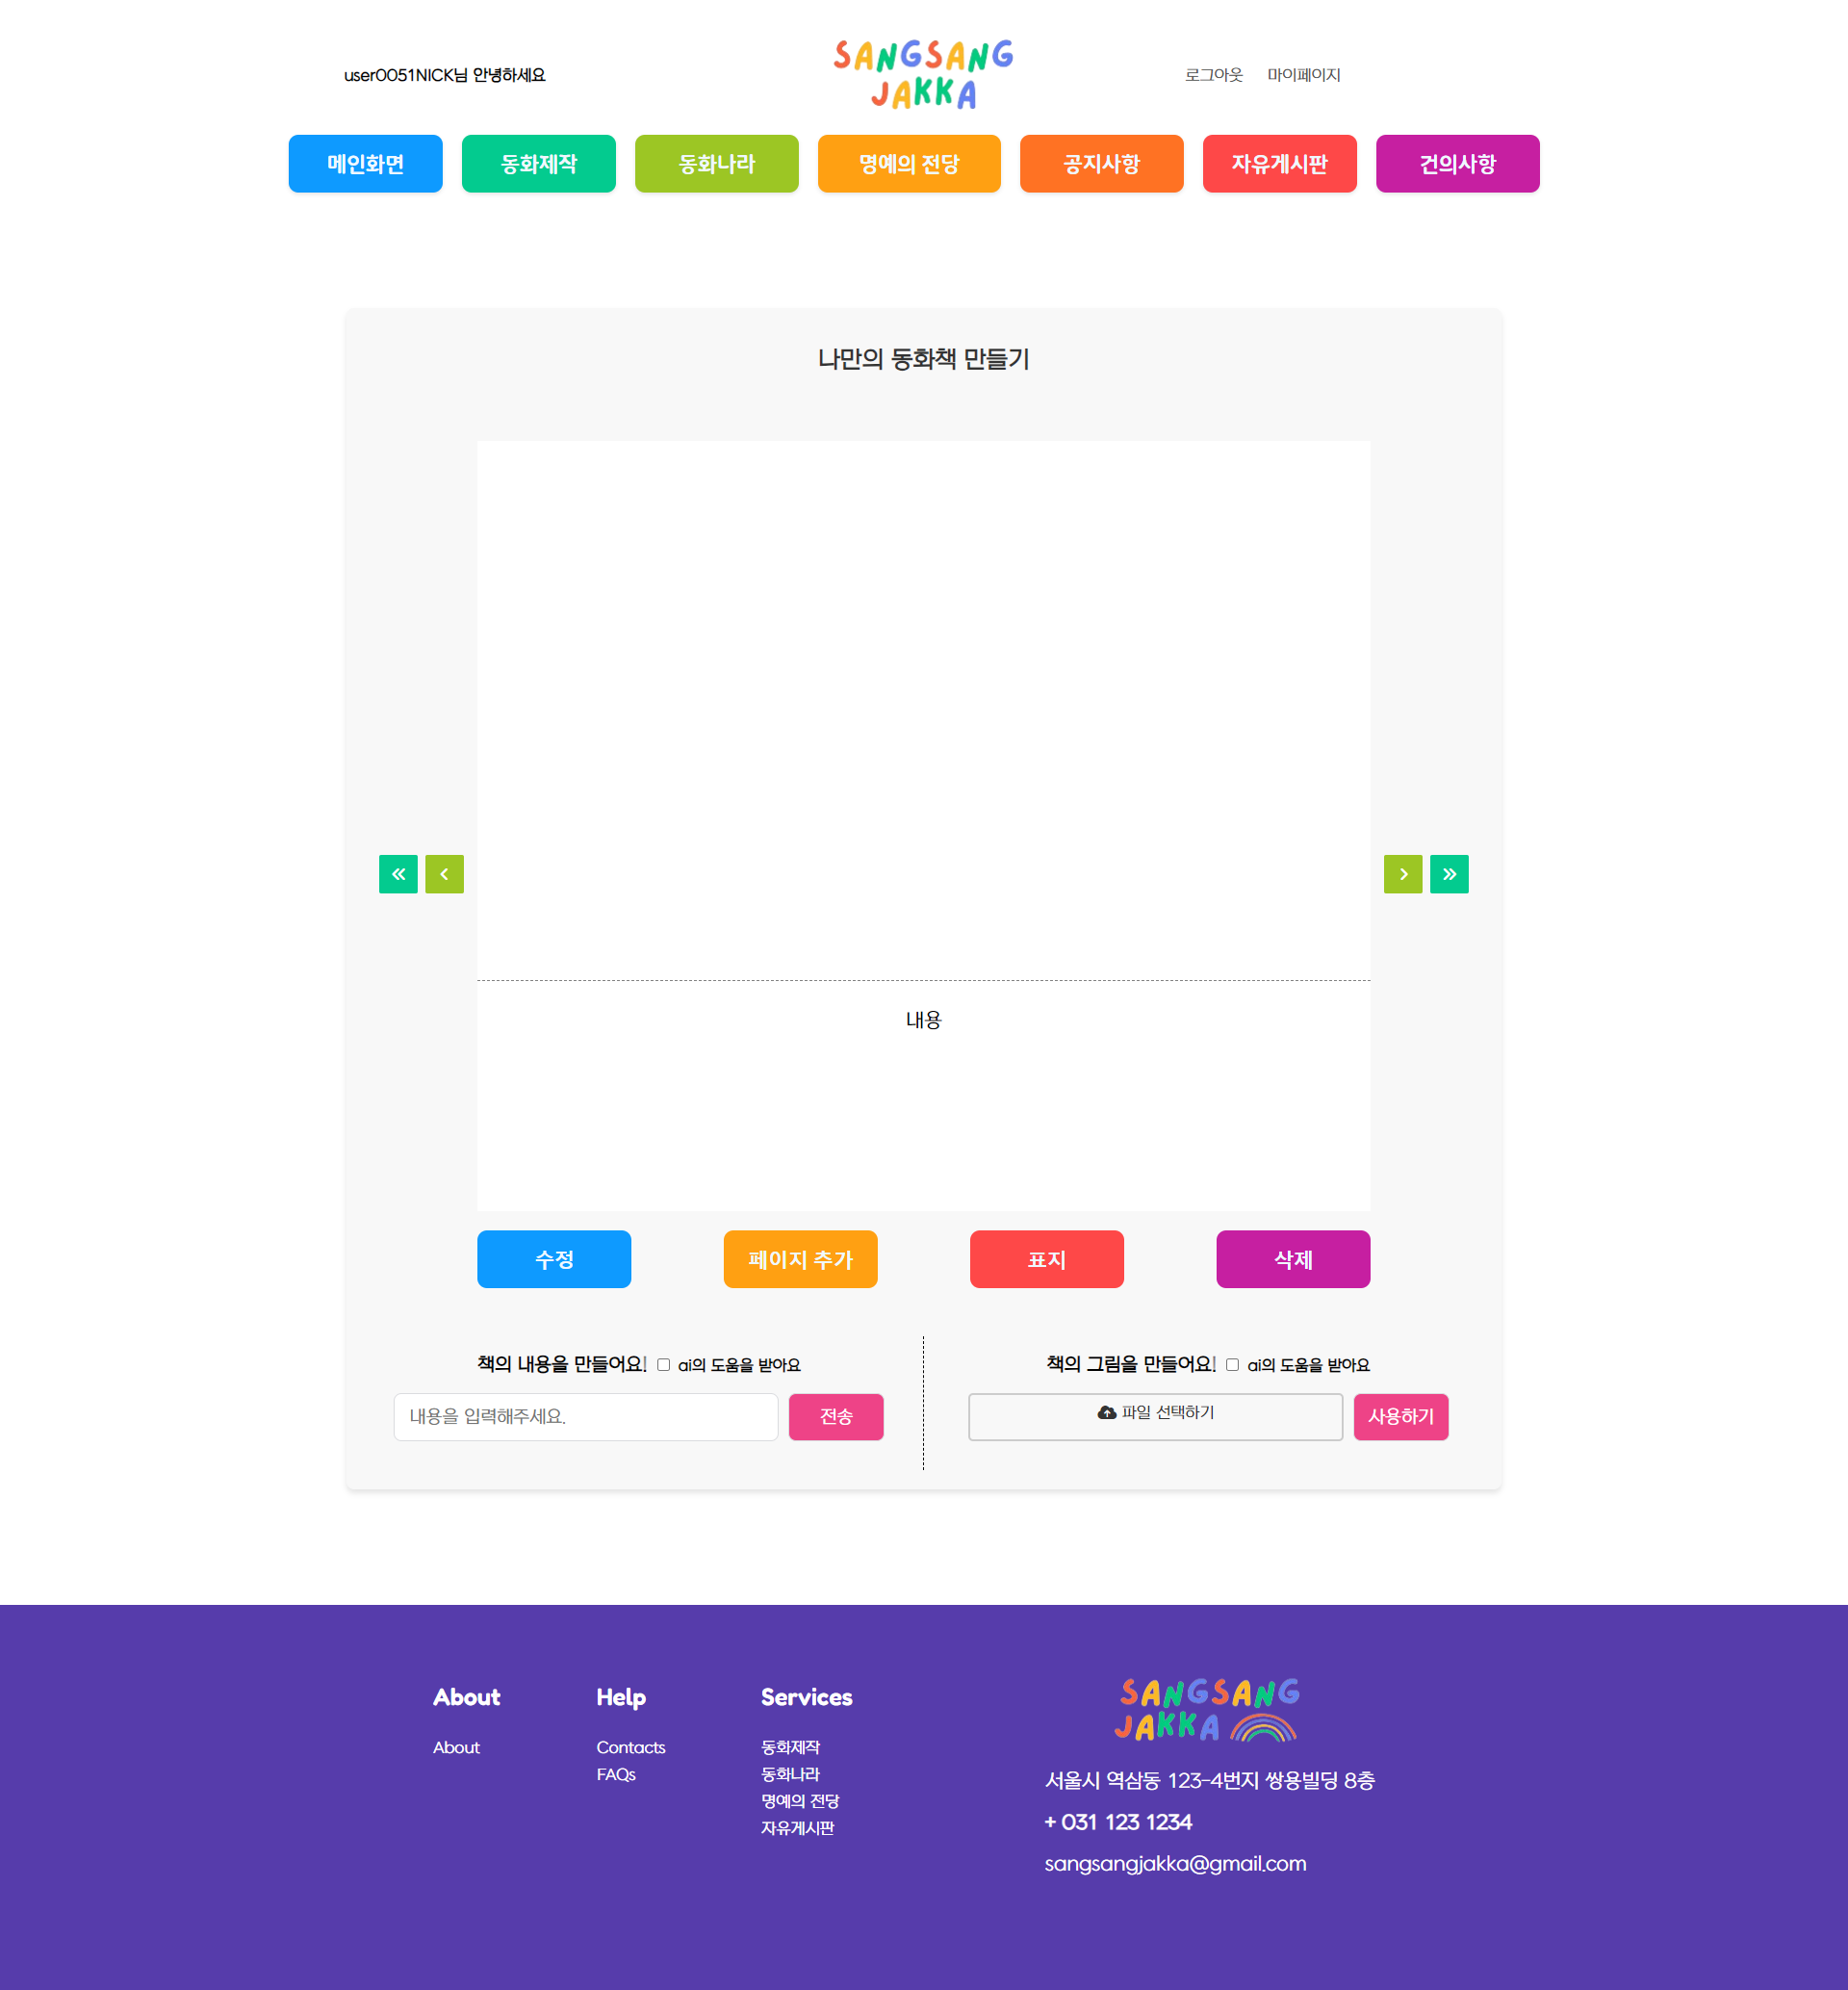 user0051NICK님 안녕하세요
SANGSANG
JAKKA
로그아웃 마이페이지
메인화면 동화제작 동화나라 명예의 전당 공지사항 자유게시판 건의사항
나만의 동화책 만들기
내용
수정 페이지 추가 표지 삭제
책의 내용을 만들어요! ai의 도움을 받아요
내용을 입력해주세요. 전송
책의 그림을 만들어요! ai의 도움을 받아요
파일 선택하기 사용하기
About
About
Help
Contacts
FAQs
Services
동화제작
동화나라
명예의 전당
자유게시판
SANGSANG
JAKKA
서울시 역삼동 123-4번지 쌍용빌딩 8층
+ 031 123 1234
sangsangjakka@gmail.com